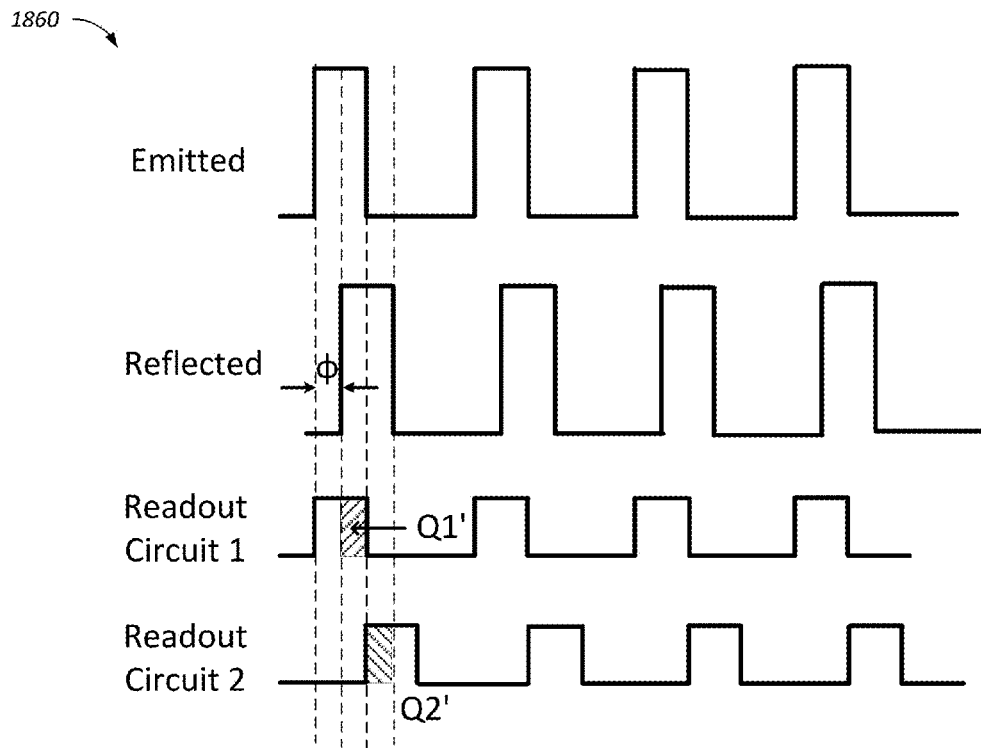 1860
Emitted
Reflected
ϕ
Readout
Circuit 1
Q1'
Readout
Circuit 2
Q2'